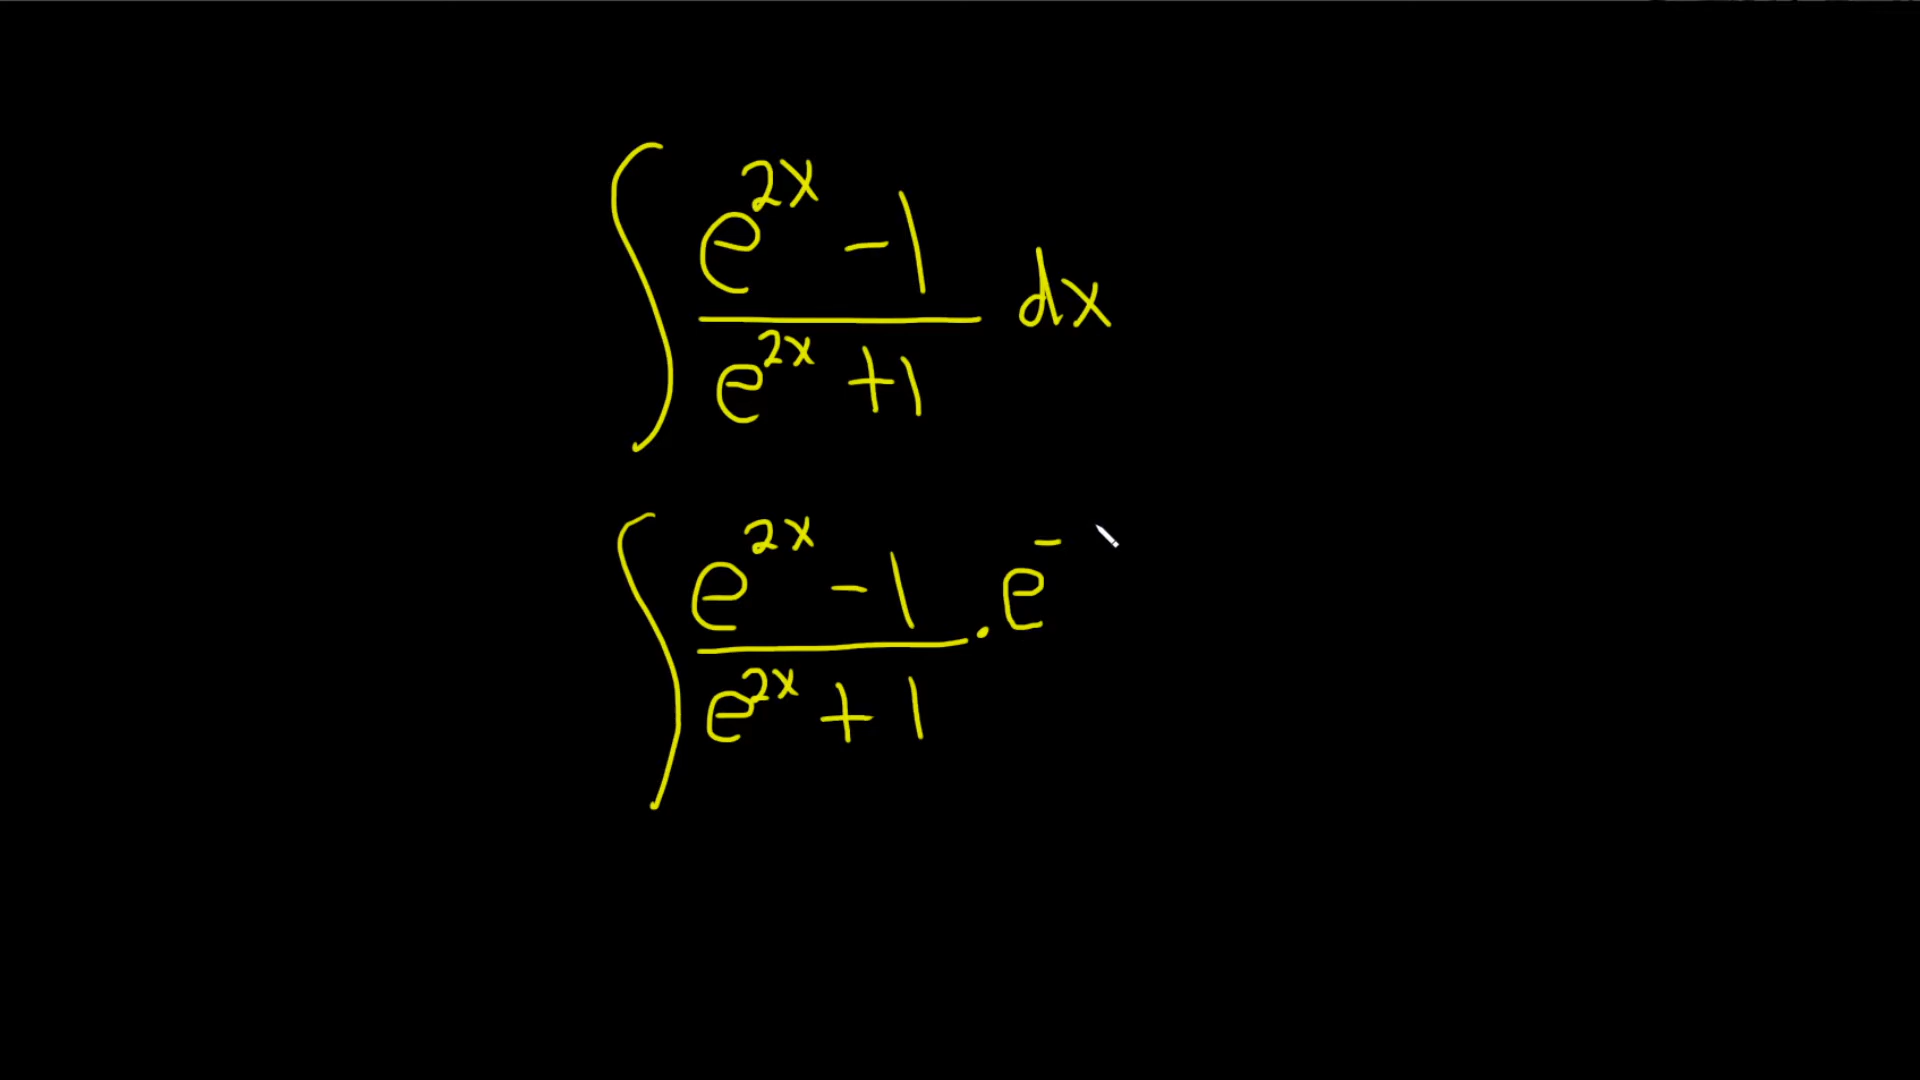 ∫ (e^{2x} - 1)/(e^{2x} + 1) dx
∫ (e^{2x} - 1)/(e^{2x} + 1) · e^{-}